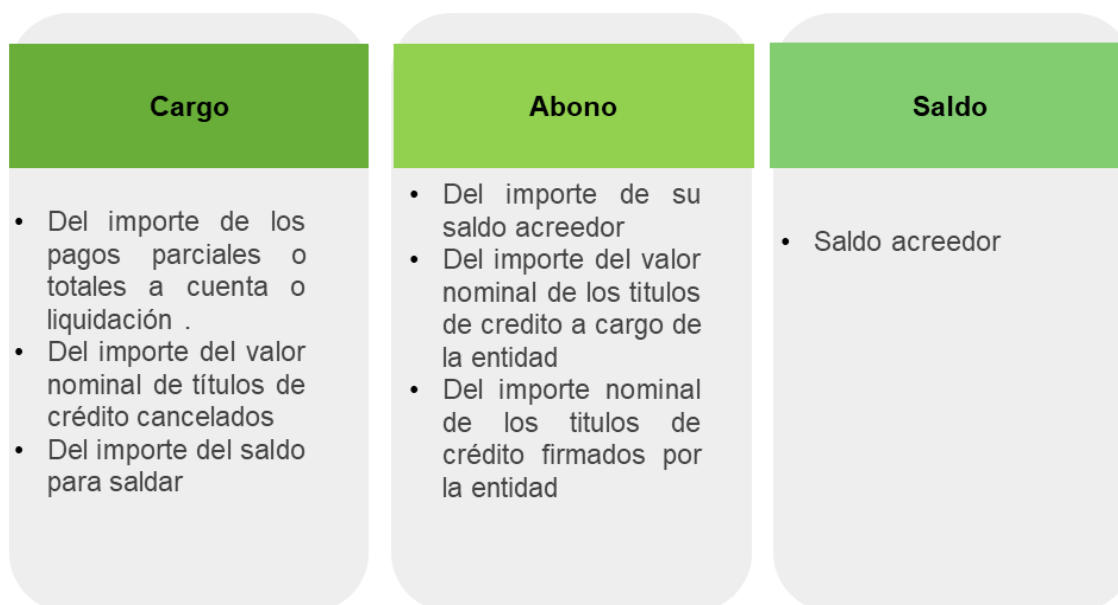 Cargo
• Del importe de los
pagos parciales o
totales a cuenta o
liquidación .
• Del importe del valor
nominal de títulos de
crédito cancelados
• Del importe del saldo
para saldar
Abono
• Del importe de su
saldo acreedor
• Del importe del valor
nominal de los titulos
de credito a cargo de
la entidad
• Del importe nominal
de los titulos de
crédito firmados por
la entidad
Saldo
• Saldo acreedor